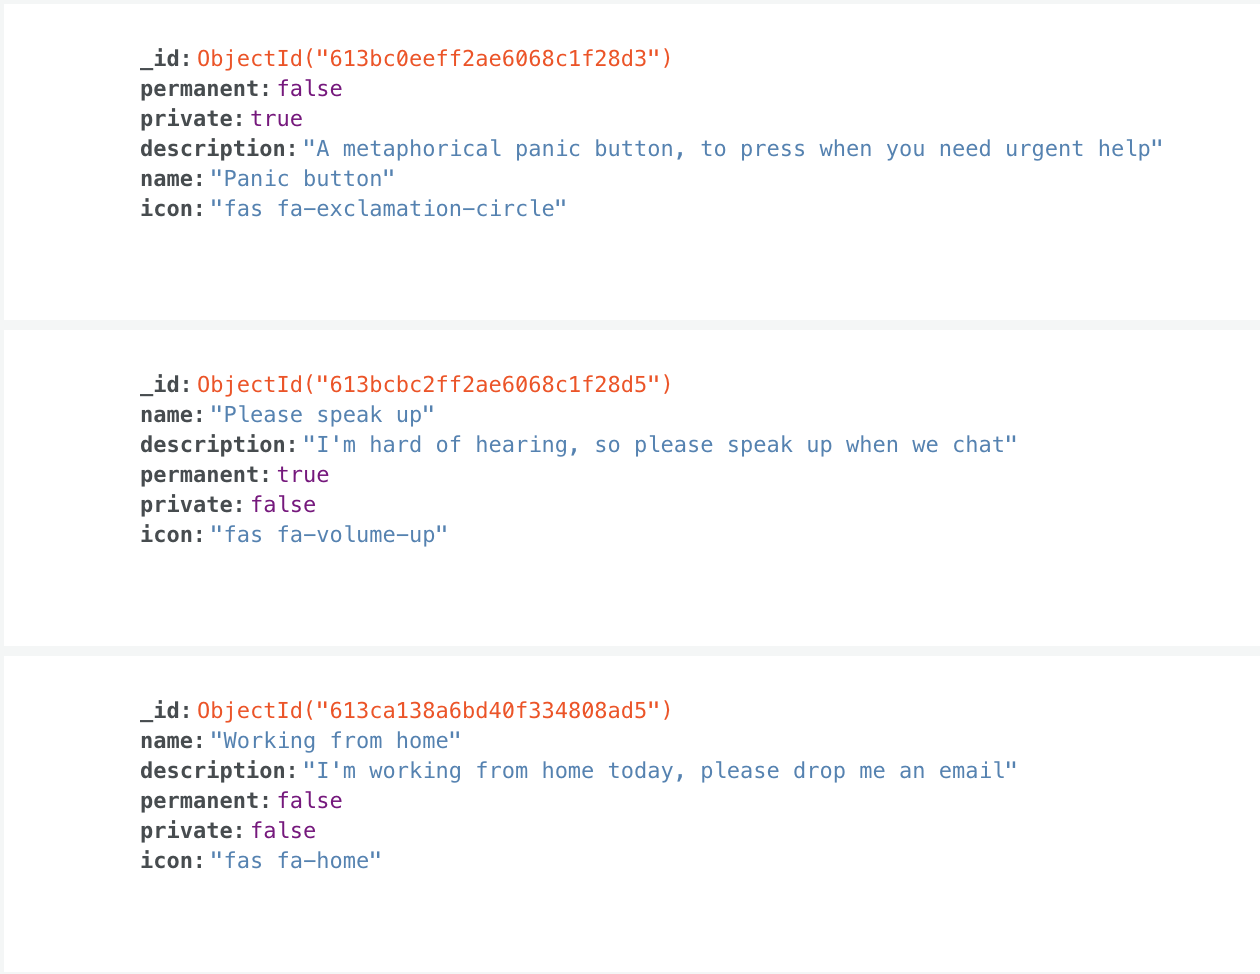 _id: ObjectId("613bc0eeff2ae6068c1f28d3")
permanent: false
private: true
description: "A metaphorical panic button, to press when you need urgent help"
name: "Panic button"
icon: "fas fa-exclamation-circle"
_id: ObjectId("613bcbc2ff2ae6068c1f28d5")
name: "Please speak up"
description: "I'm hard of hearing, so please speak up when we chat"
permanent: true
private: false
icon: "fas fa-volume-up"
_id: ObjectId("613ca138a6bd40f334808ad5")
name: "Working from home"
description: "I'm working from home today, please drop me an email"
permanent: false
private: false
icon: "fas fa-home"